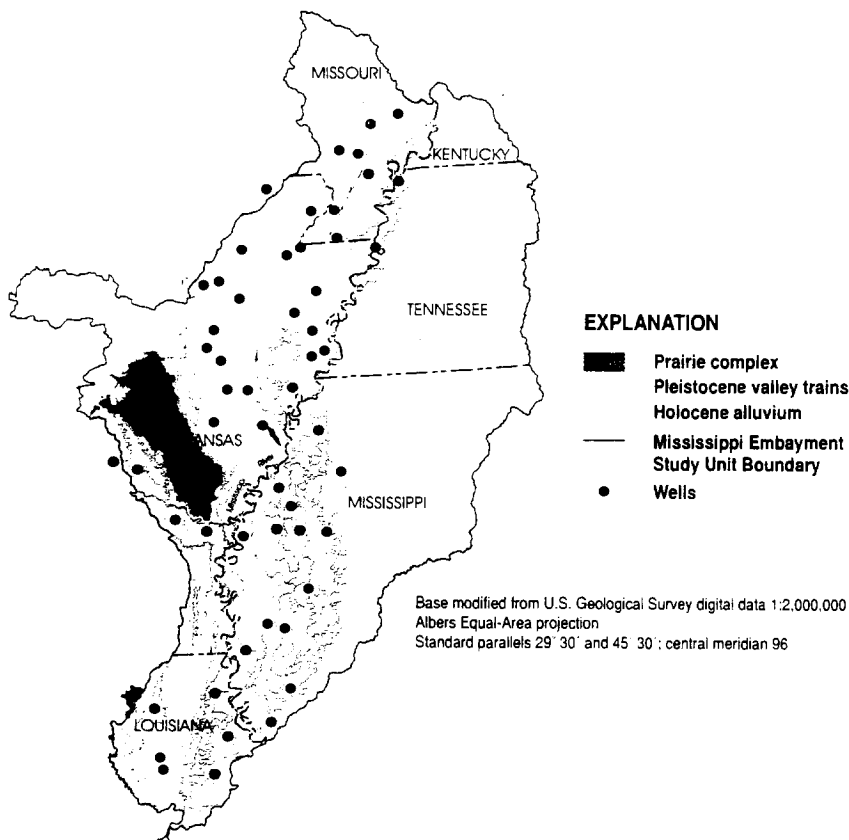 MISSOURI
KENTUCKY
TENNESSEE
ANSAS
MISSISSIPPI
LOUISIANA
EXPLANATION
Prairie complex
Pleistocene valley trains
Holocene alluvium
Mississippi Embayment
Study Unit Boundary
Wells
Base modified from U.S. Geological Survey digital data 1:2,000,000
Albers Equal-Area projection
Standard parallels 29° 30' and 45° 30'; central meridian 96